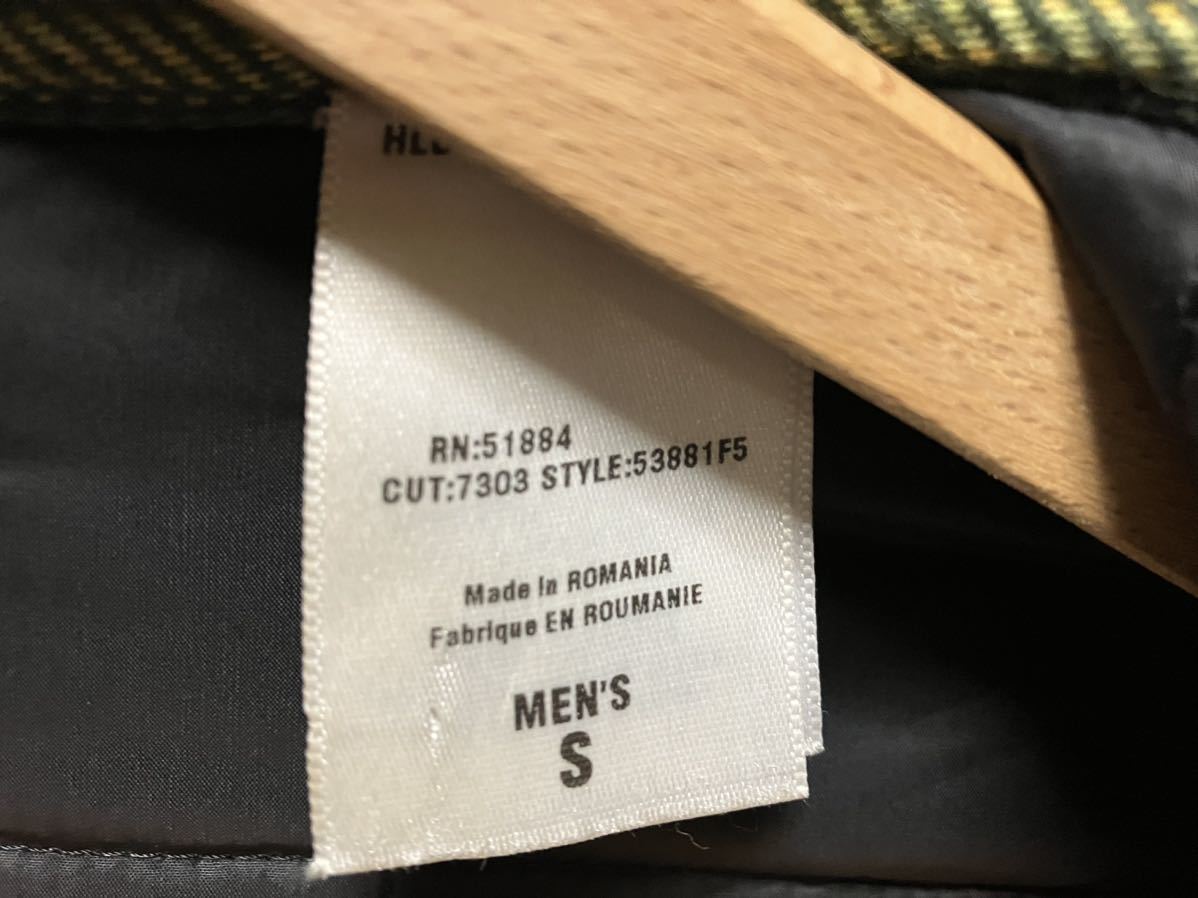 RN:51884
CUT:7303 STYLE:53881F5
Made in ROMANIA
Fabrique EN ROUMANIE
MEN'S
S